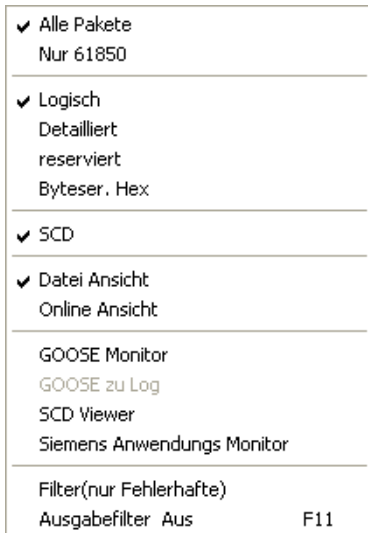 Alle Pakete
Nur 61850
Logisch
Detailliert
reserviert
Byteser. Hex
SCD
Datei Ansicht
Online Ansicht
GOOSE Monitor
GOOSE zu Log
SCD Viewer
Siemens Anwendungs Monitor
Filter(nur Fehlerhafte)
Ausgabefilter Aus F11